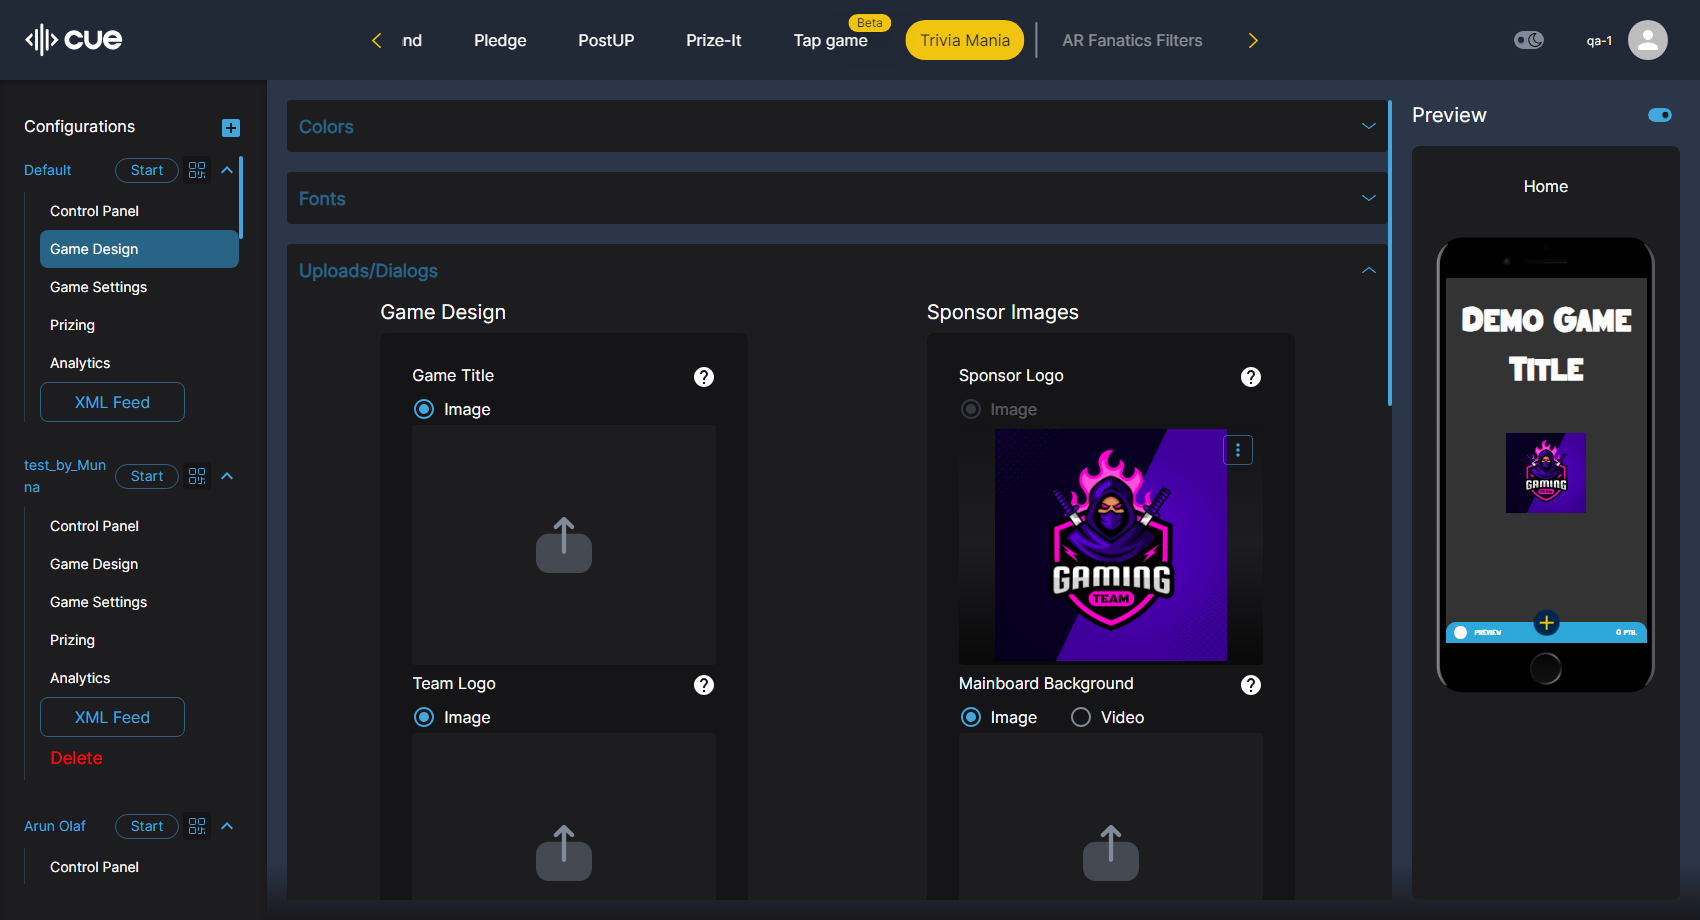 cue
nd
Pledge
PostUP
Prize-It
Tap game
Beta
Trivia Mania
AR Fanatics Filters
qa-1
Configurations
Default
Start
Control Panel
Game Design
Game Settings
Prizing
Analytics
XML Feed
test_by_Mun
na
Start
Control Panel
Game Design
Game Settings
Prizing
Analytics
XML Feed
Delete
Arun Olaf
Start
Control Panel
Colors
Fonts
Uploads/Dialogs
Game Design
Game Title
Image
Team Logo
Image
Sponsor Images
Sponsor Logo
Image
GAMING
TEAM
Mainboard Background
Image
Video
Preview
Home
Demo Game
Title
GAMING
TEAM
PREVIEW
0 PTS.